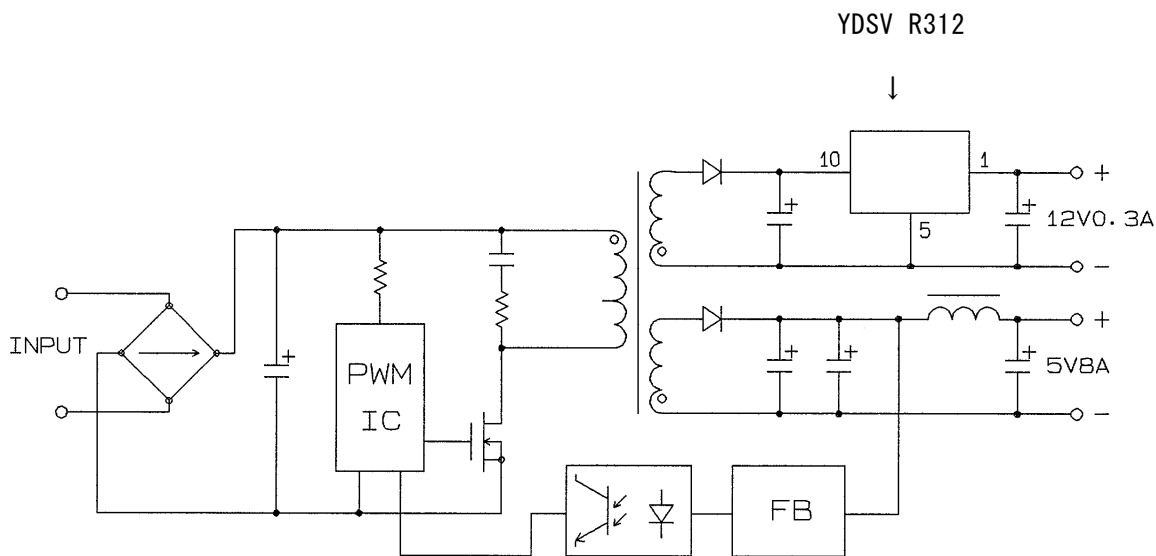 YDSV R312
↓
10
1
+
+
+
12V0.3A
5
−
+
INPUT
+
PWM
IC
+
+
+
5V8A
−
FB